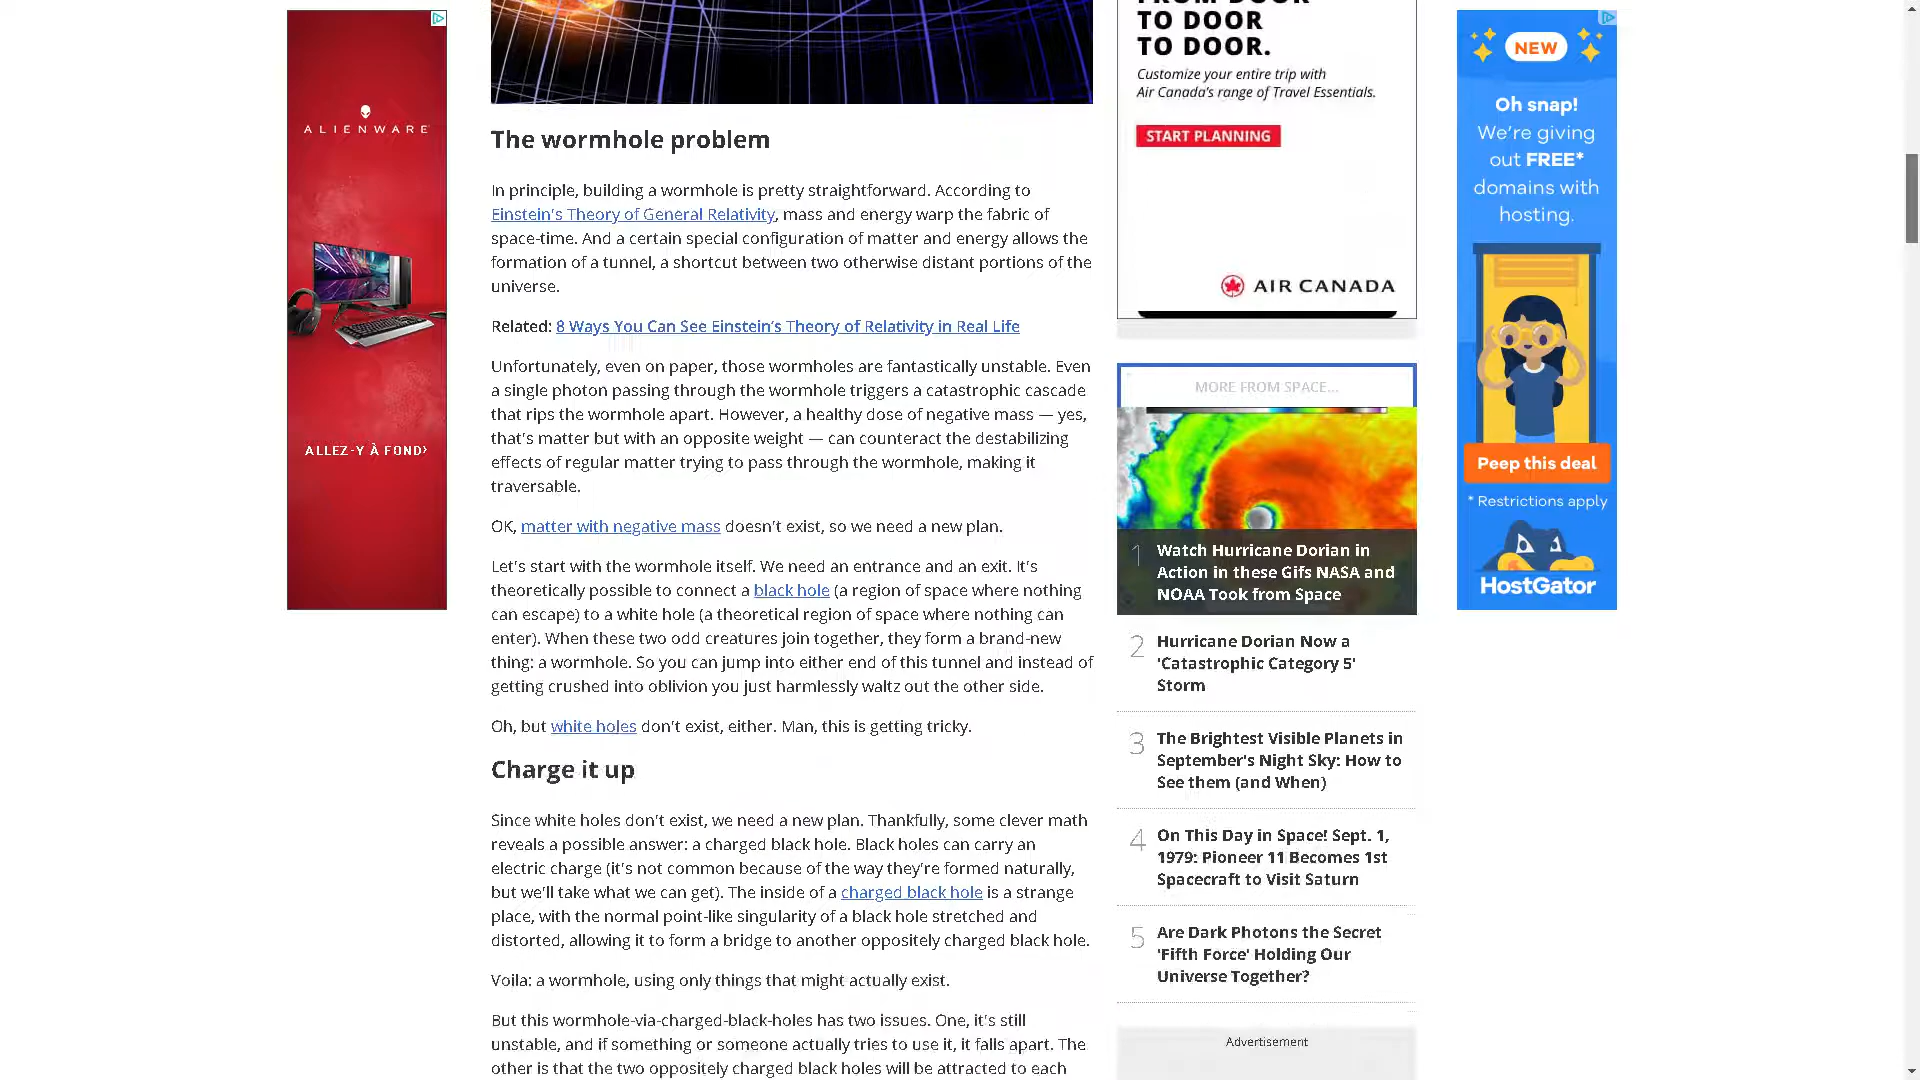 ALIENWARE
ALLEZ-Y À FOND›
The wormhole problem
In principle, building a wormhole is pretty straightforward. According to
Einstein's Theory of General Relativity, mass and energy warp the fabric of
space-time. And a certain special configuration of matter and energy allows the
formation of a tunnel, a shortcut between two otherwise distant portions of the
universe.
Related: 8 Ways You Can See Einstein's Theory of Relativity in Real Life
Unfortunately, even on paper, those wormholes are fantastically unstable. Even
a single photon passing through the wormhole triggers a catastrophic cascade
that rips the wormhole apart. However, a healthy dose of negative mass — yes,
that's matter but with an opposite weight — can counteract the destabilizing
effects of regular matter trying to pass through the wormhole, making it
traversable.
OK, matter with negative mass doesn't exist, so we need a new plan.
Let's start with the wormhole itself. We need an entrance and an exit. It's
theoretically possible to connect a black hole (a region of space where nothing
can escape) to a white hole (a theoretical region of space where nothing can
enter). When these two odd creatures join together, they form a brand-new
thing: a wormhole. So you can jump into either end of this tunnel and instead of
getting crushed into oblivion you just harmlessly waltz out the other side.
Oh, but white holes don't exist, either. Man, this is getting tricky.
Charge it up
Since white holes don't exist, we need a new plan. Thankfully, some clever math
reveals a possible answer: a charged black hole. Black holes can carry an
electric charge (it's not common because of the way they're formed naturally,
but we'll take what we can get). The inside of a charged black hole is a strange
place, with the normal point-like singularity of a black hole stretched and
distorted, allowing it to form a bridge to another oppositely charged black hole.
Voila: a wormhole, using only things that might actually exist.
But this wormhole-via-charged-black-holes has two issues. One, it's still
unstable, and if something or someone actually tries to use it, it falls apart. The
other is that the two oppositely charged black holes will be attracted to each
FROM DOOR
TO DOOR
TO DOOR.
Customize your entire trip with
Air Canada's range of Travel Essentials.
START PLANNING
AIR CANADA
MORE FROM SPACE...
1 Watch Hurricane Dorian in
Action in these Gifs NASA and
NOAA Took from Space
2 Hurricane Dorian Now a
'Catastrophic Category 5'
Storm
3 The Brightest Visible Planets in
September's Night Sky: How to
See them (and When)
4 On This Day in Space! Sept. 1,
1979: Pioneer 11 Becomes 1st
Spacecraft to Visit Saturn
5 Are Dark Photons the Secret
'Fifth Force' Holding Our
Universe Together?
Advertisement
NEW
Oh snap!
We're giving
out FREE*
domains with
hosting.
Peep this deal
* Restrictions apply
HostGator